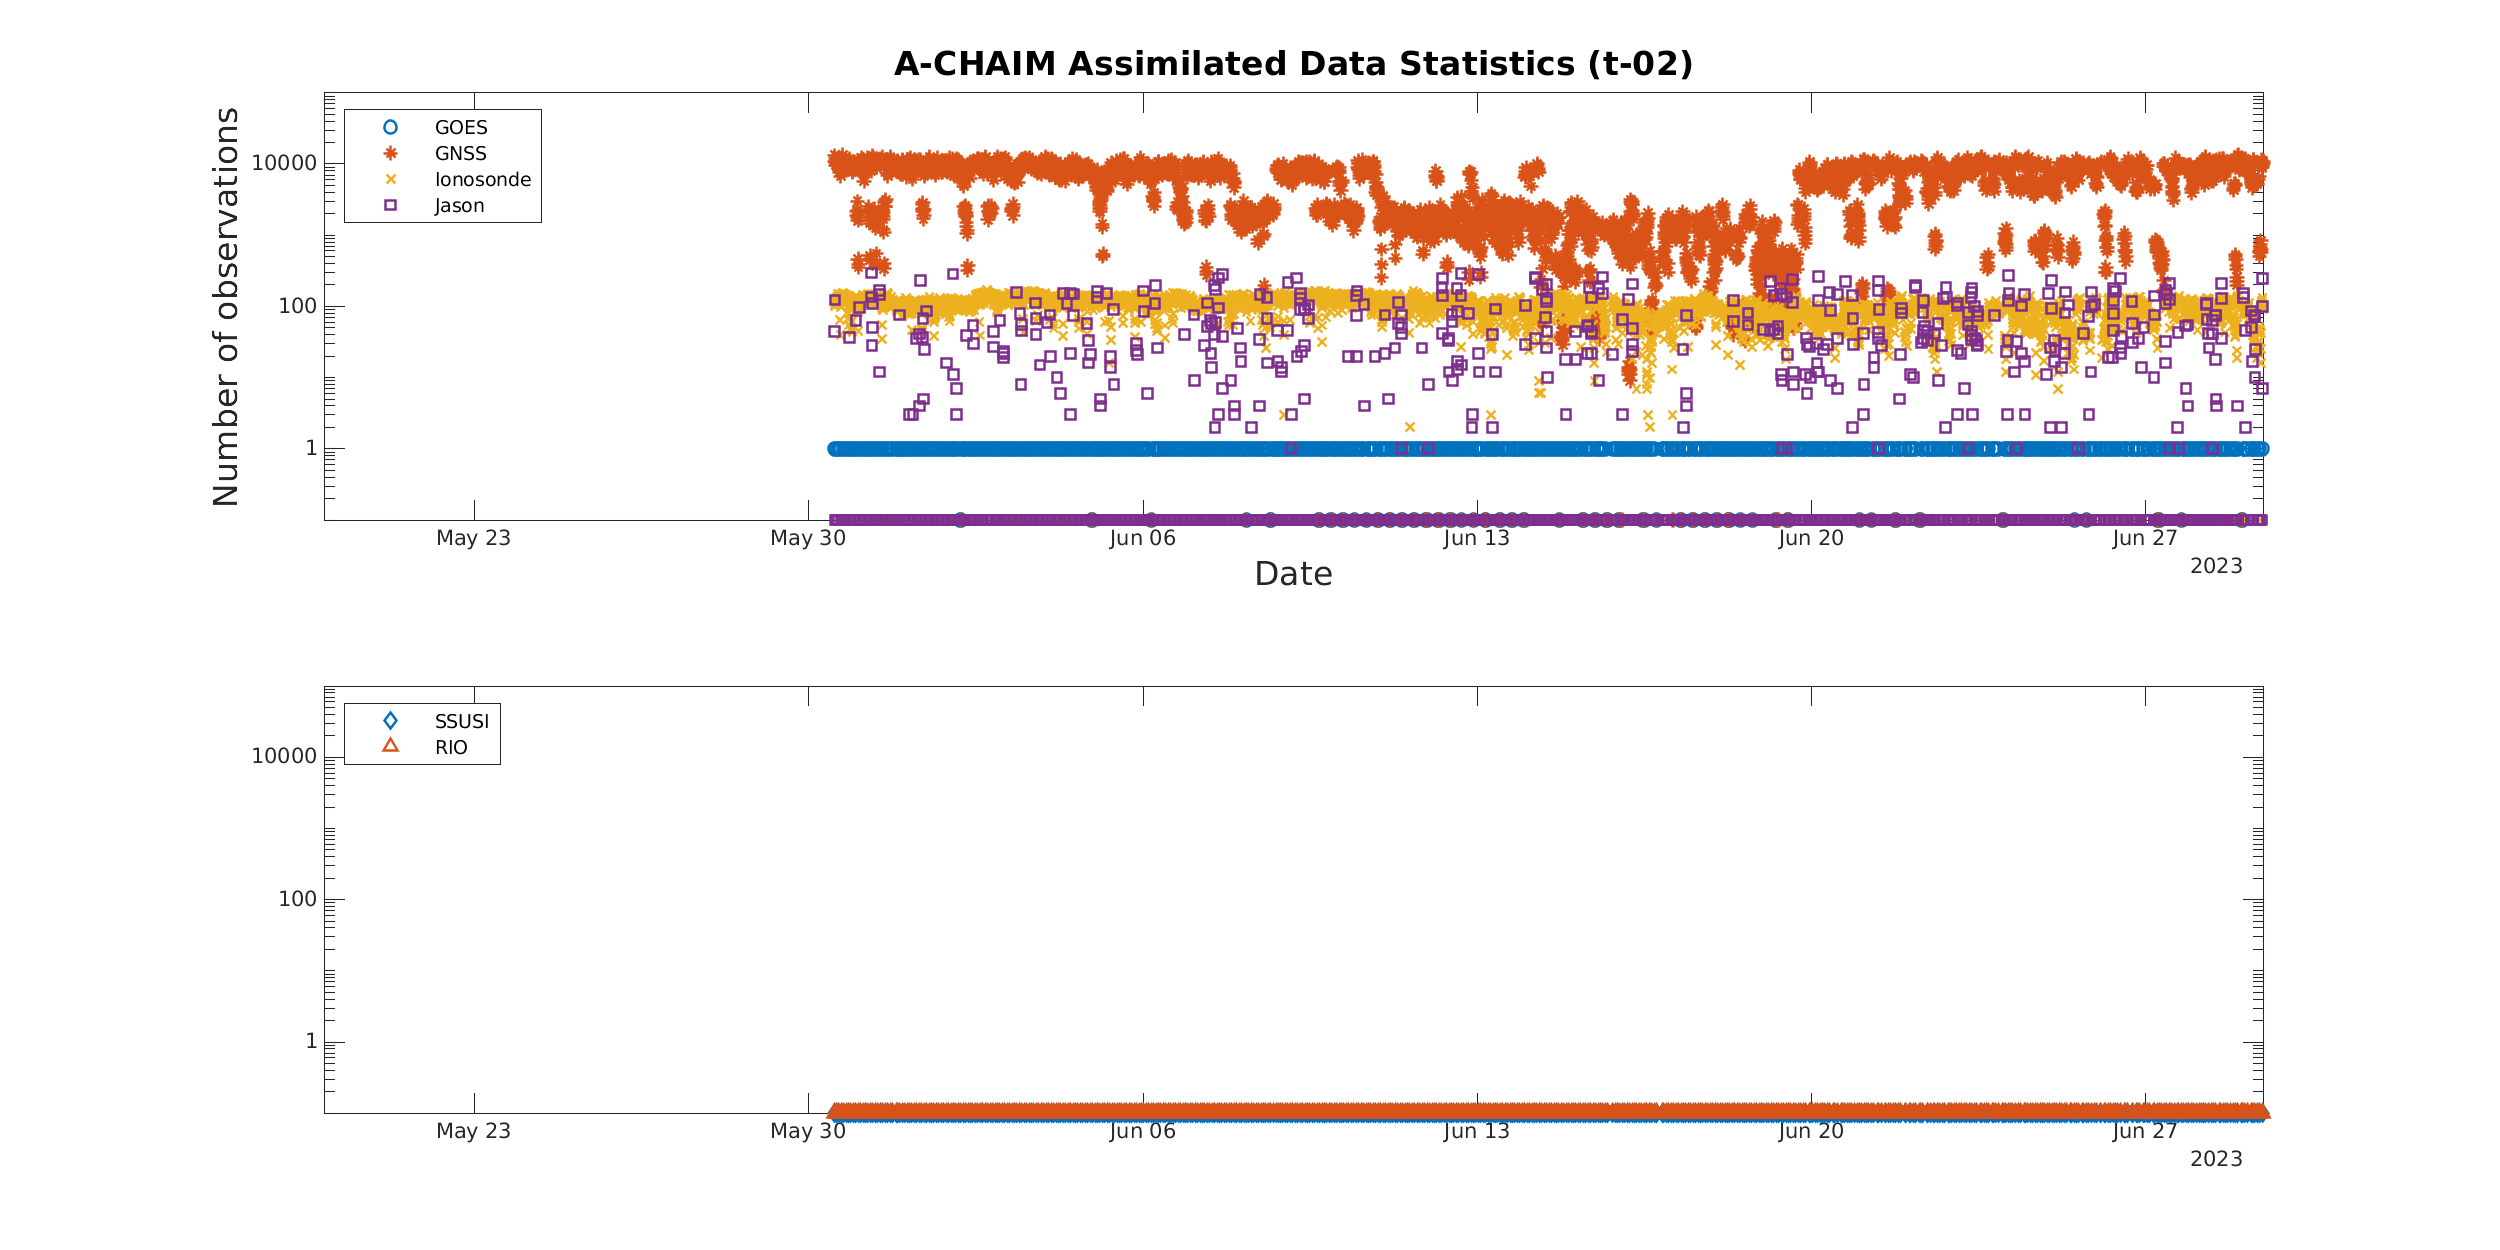 A-CHAIM Assimilated Data Statistics (t-02)
Number of observations
10000
100
1
GOES
GNSS
Ionosonde
Jason
May 23
May 30
Jun 06
Jun 13
Jun 20
Jun 27
2023
Date
10000
100
1
SSUSI
RIO
May 23
May 30
Jun 06
Jun 13
Jun 20
Jun 27
2023